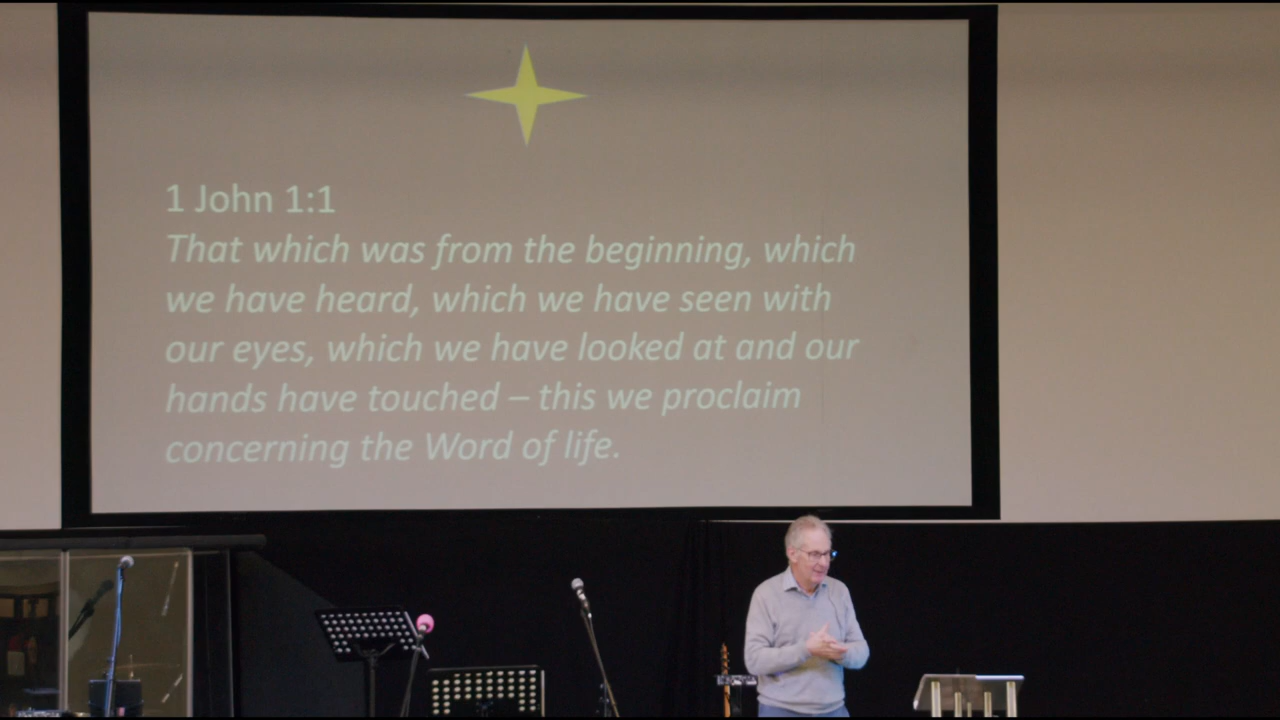 1 John 1:1
That which was from the beginning, which
we have heard, which we have seen with
our eyes, which we have looked at and our
hands have touched – this we proclaim
concerning the Word of life.